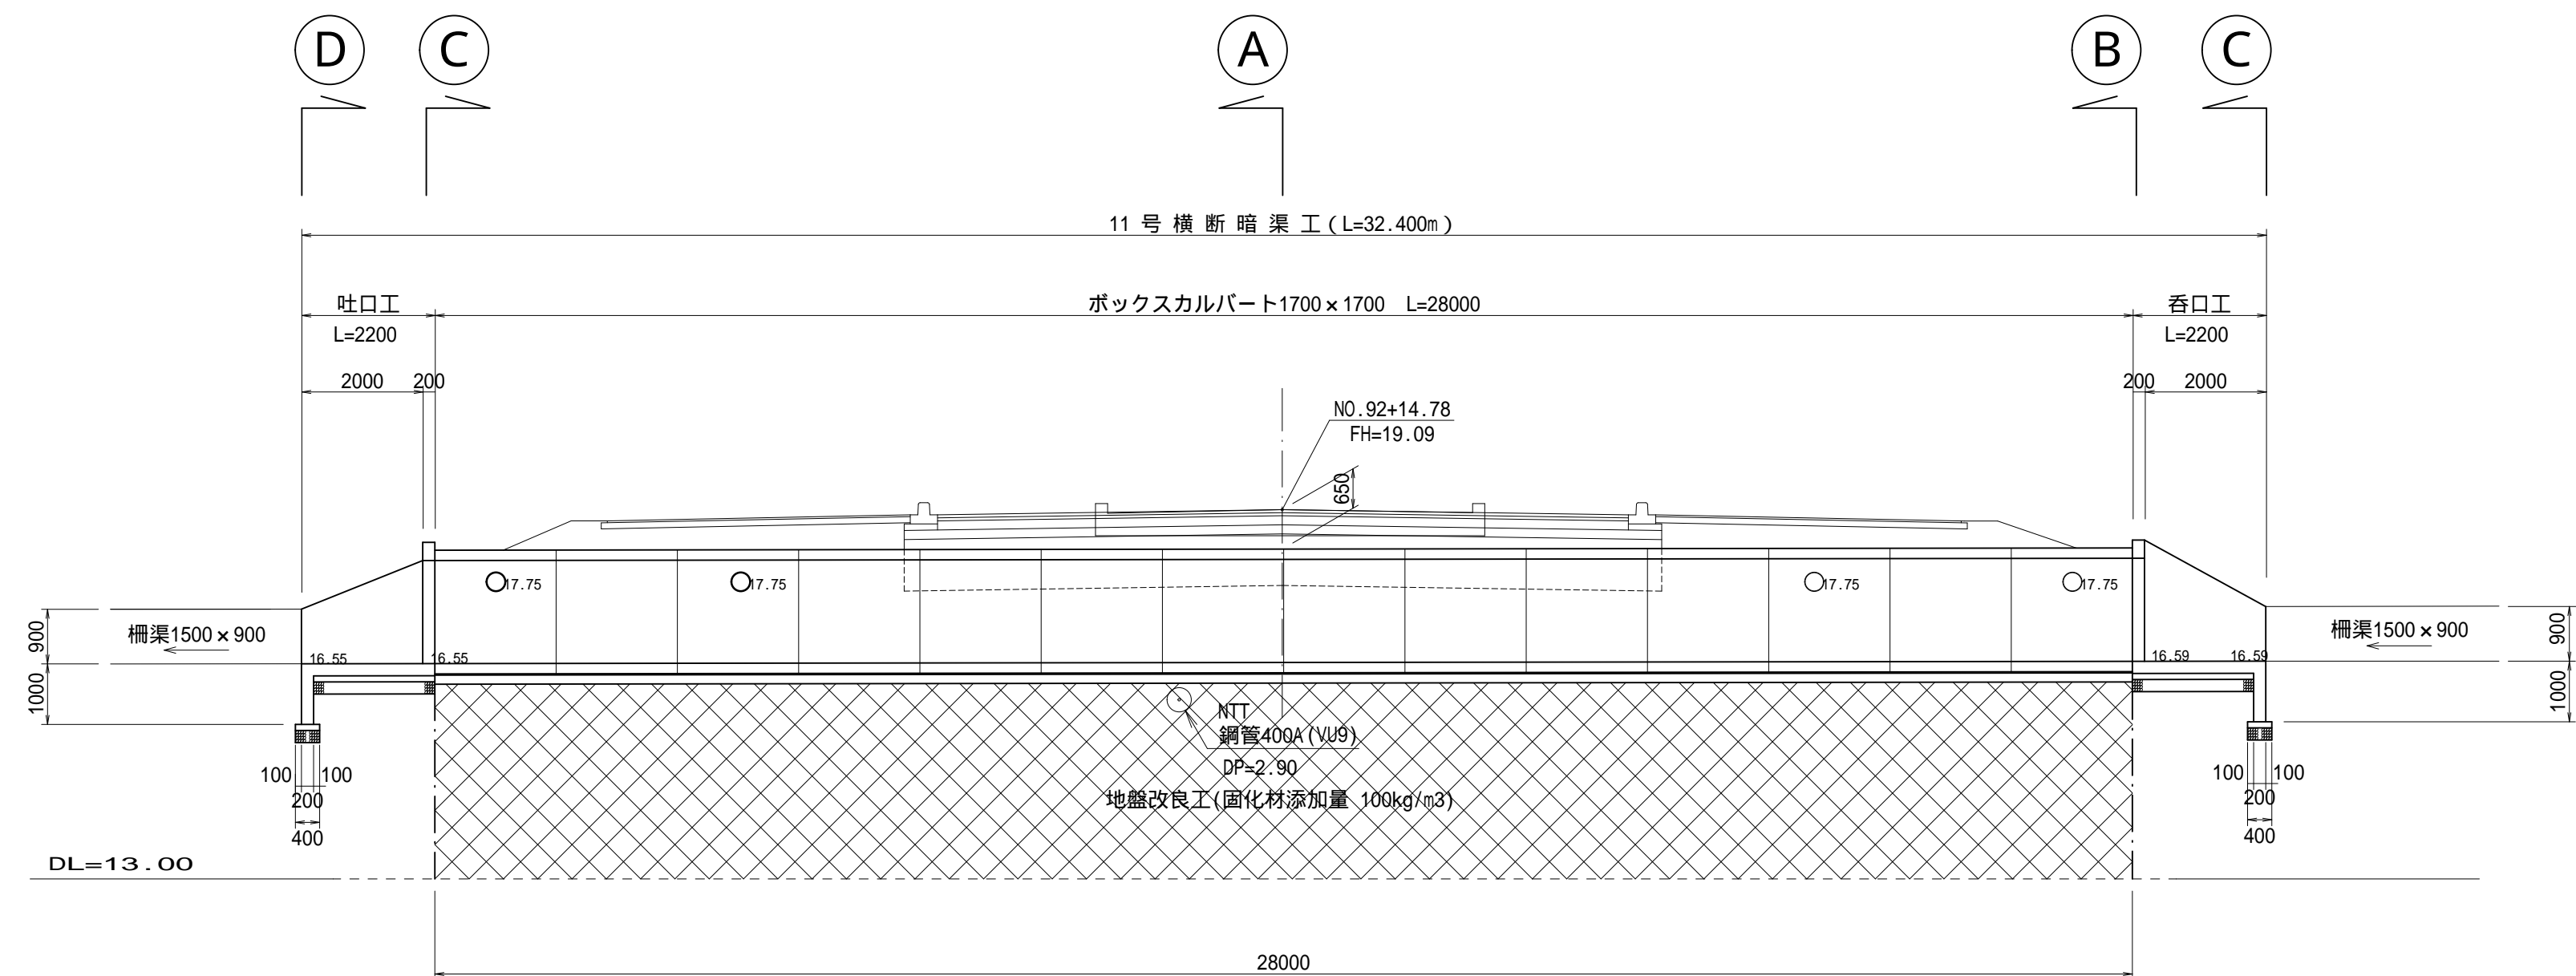 D C A B C
11 号 横 断 暗 渠 工 (L=32.400m)
吐口工 ボックスカルバート1700×1700 L=28000 呑口工
L=2200 L=2200
2000 200 200 2000
NO.92+14.78
FH=19.09
650
17.75 17.75 17.75 17.75
900 柵渠1500×900 柵渠1500×900 900
16.55 16.55 16.59 16.59
1000 1000
NTT
鋼管400A(VU9)
DP=2.90
100 100 100 100
地盤改良工(固化材添加量 100kg/m3)
200 200
400 400
DL=13.00
28000